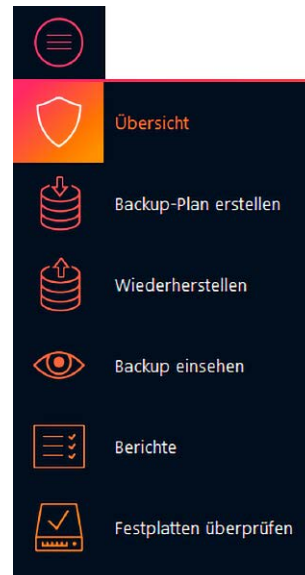 Übersicht
Backup-Plan erstellen
Wiederherstellen
Backup einsehen
Berichte
Festplatten überprüfen